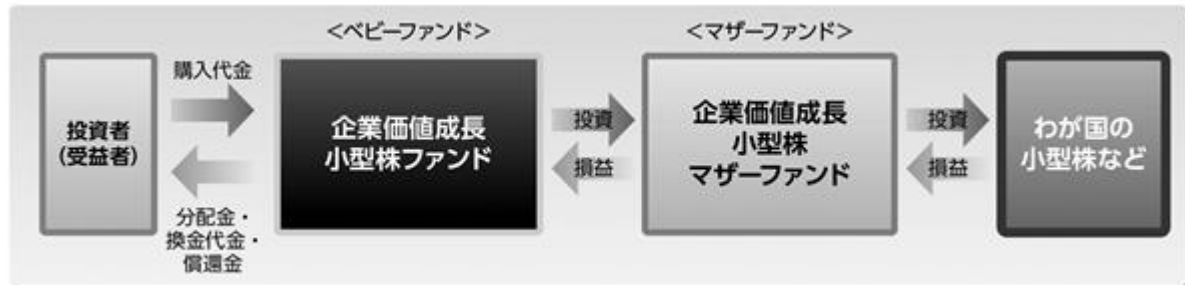 ＜ベビーファンド＞
＜マザーファンド＞
投資者
(受益者)
購入代金
分配金・
換金代金・
償還金
企業価値成長
小型株ファンド
投資
損益
企業価値成長
小型株
マザーファンド
投資
損益
わが国の
小型株など